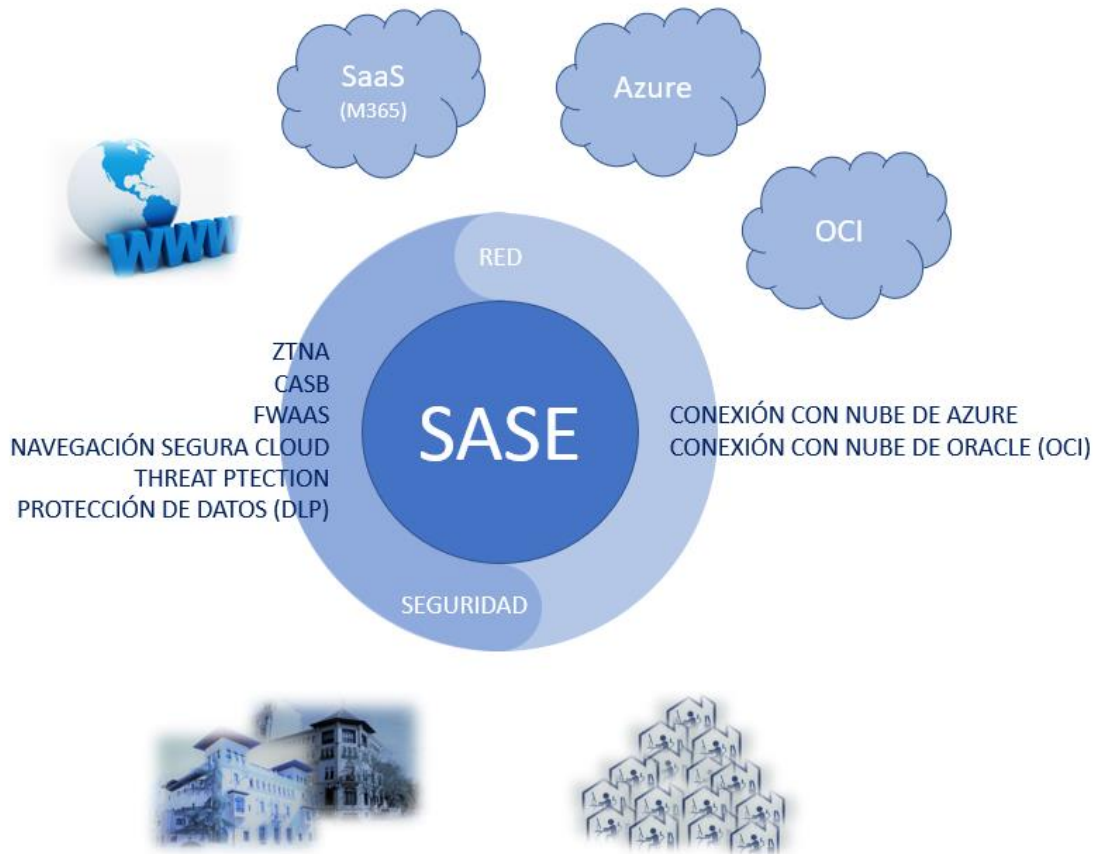 SaaS
(M365)
Azure
OCI
WWW
RED
ZTNA
CASB
FWAAS
NAVEGACIÓN SEGURA CLOUD
THREAT PTECTION
PROTECCIÓN DE DATOS (DLP)
SASE
CONEXIÓN CON NUBE DE AZURE
CONEXIÓN CON NUBE DE ORACLE (OCI)
SEGURIDAD